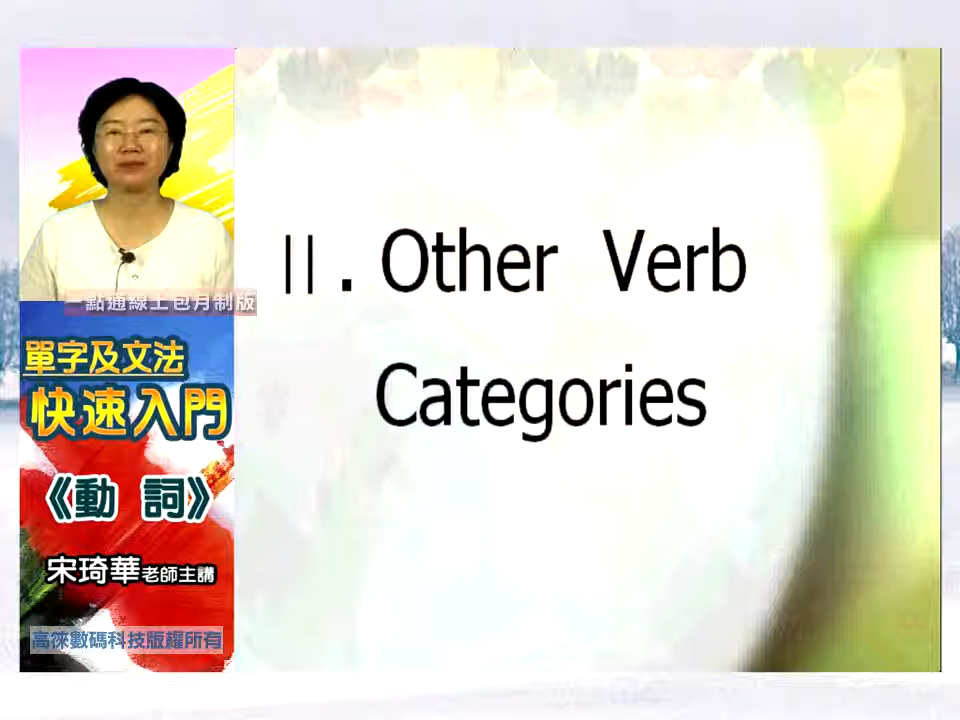 II. Other Verb
Categories
一點通線上包月制版
單字及文法
快速入門
《動 詞》
宋琦華老師主講
高徠數碼科技版權所有